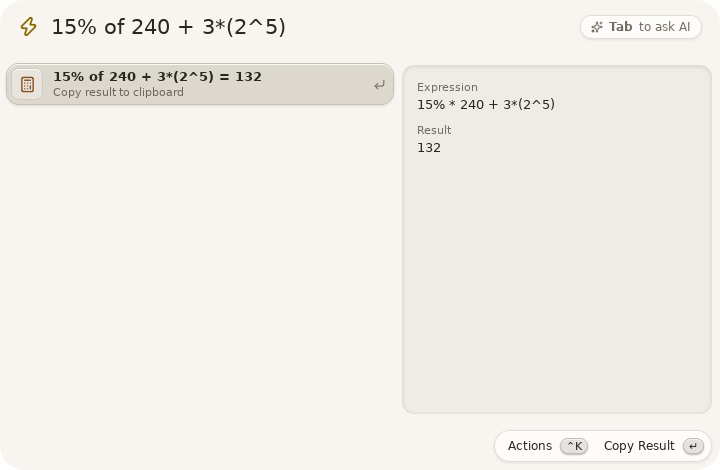 15% of 240 + 3*(2^5)
Tab to ask AI
15% of 240 + 3*(2^5) = 132
Copy result to clipboard
Expression
15% * 240 + 3*(2^5)
Result
132
Actions ^K Copy Result ↵